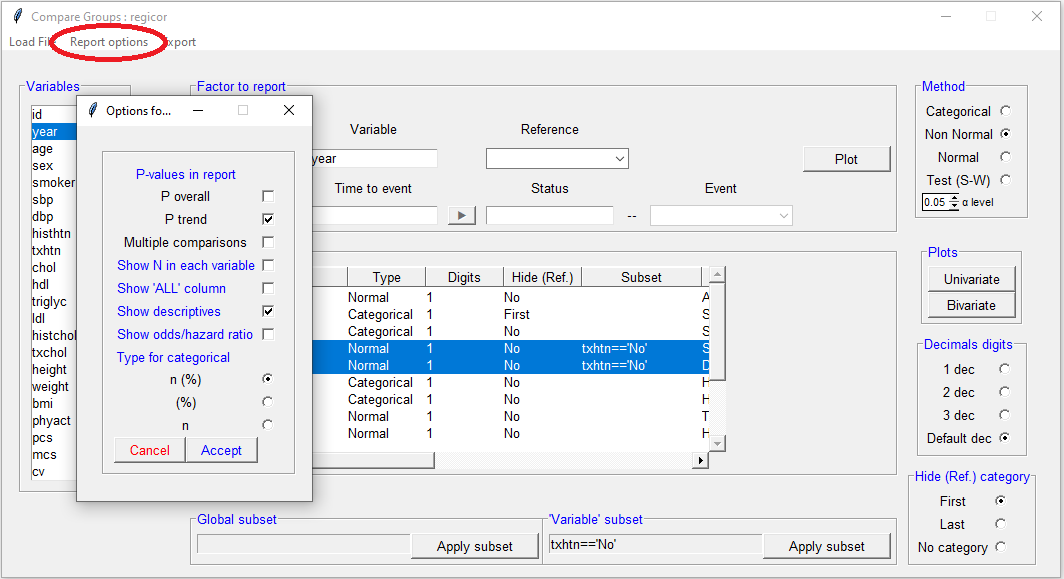 Compare Groups : regicor
Load Fil Report options xport
Variables
id
year
age
sex
smoker
sbp
dbp
histhtn
txhtn
chol
hdl
triglyc
ldl
histchol
txchol
height
weight
bmi
phyact
pcs
mcs
cv
Options fo...
P-values in report
P overall
P trend
Multiple comparisons
Show N in each variable
Show 'ALL' column
Show descriptives
Show odds/hazard ratio
Type for categorical
n (%)
(%)
n
Cancel Accept
Factor to report
Variable Reference
year Plot
Time to event Status Event
--
Type Digits Hide (Ref.) Subset
Normal 1 No A
Categorical 1 First S
Categorical 1 No S
Normal 1 No txhtn=='No' S
Normal 1 No txhtn=='No' D
Categorical 1 No H
Categorical 1 No H
Normal 1 No T
Normal 1 No H
Global subset
Apply subset
'Variable' subset
txhtn=='No' Apply subset
Method
Categorical
Non Normal
Normal
Test (S-W)
0.05 α level
Plots
Univariate
Bivariate
Decimals digits
1 dec
2 dec
3 dec
Default dec
Hide (Ref.) category
First
Last
No category